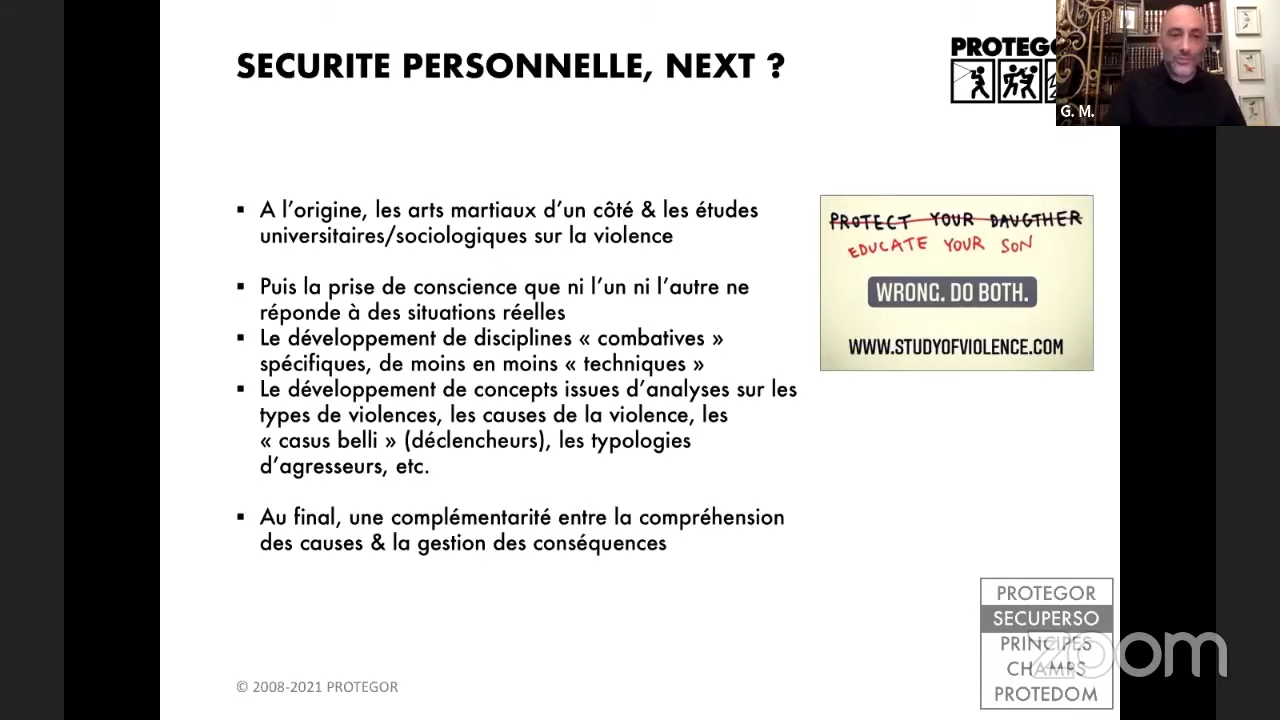 SECURITE PERSONNELLE, NEXT ?
PROTEGO
G. M.
▪ A l’origine, les arts martiaux d’un côté & les études
universitaires/sociologiques sur la violence
▪ Puis la prise de conscience que ni l’un ni l’autre ne
réponde à des situations réelles
▪ Le développement de disciplines « combatives »
spécifiques, de moins en moins « techniques »
▪ Le développement de concepts issues d’analyses sur les
types de violences, les causes de la violence, les
« casus belli » (déclencheurs), les typologies
d’agresseurs, etc.
▪ Au final, une complémentarité entre la compréhension
des causes & la gestion des conséquences
PROTECT YOUR DAUGTHER
EDUCATE YOUR SON
WRONG. DO BOTH.
WWW.STUDYOFVIOLENCE.COM
PROTEGOR
SECUPERSO
PRINCIPES
CHAMPS
PROTEDOM
zoom
© 2008-2021 PROTEGOR